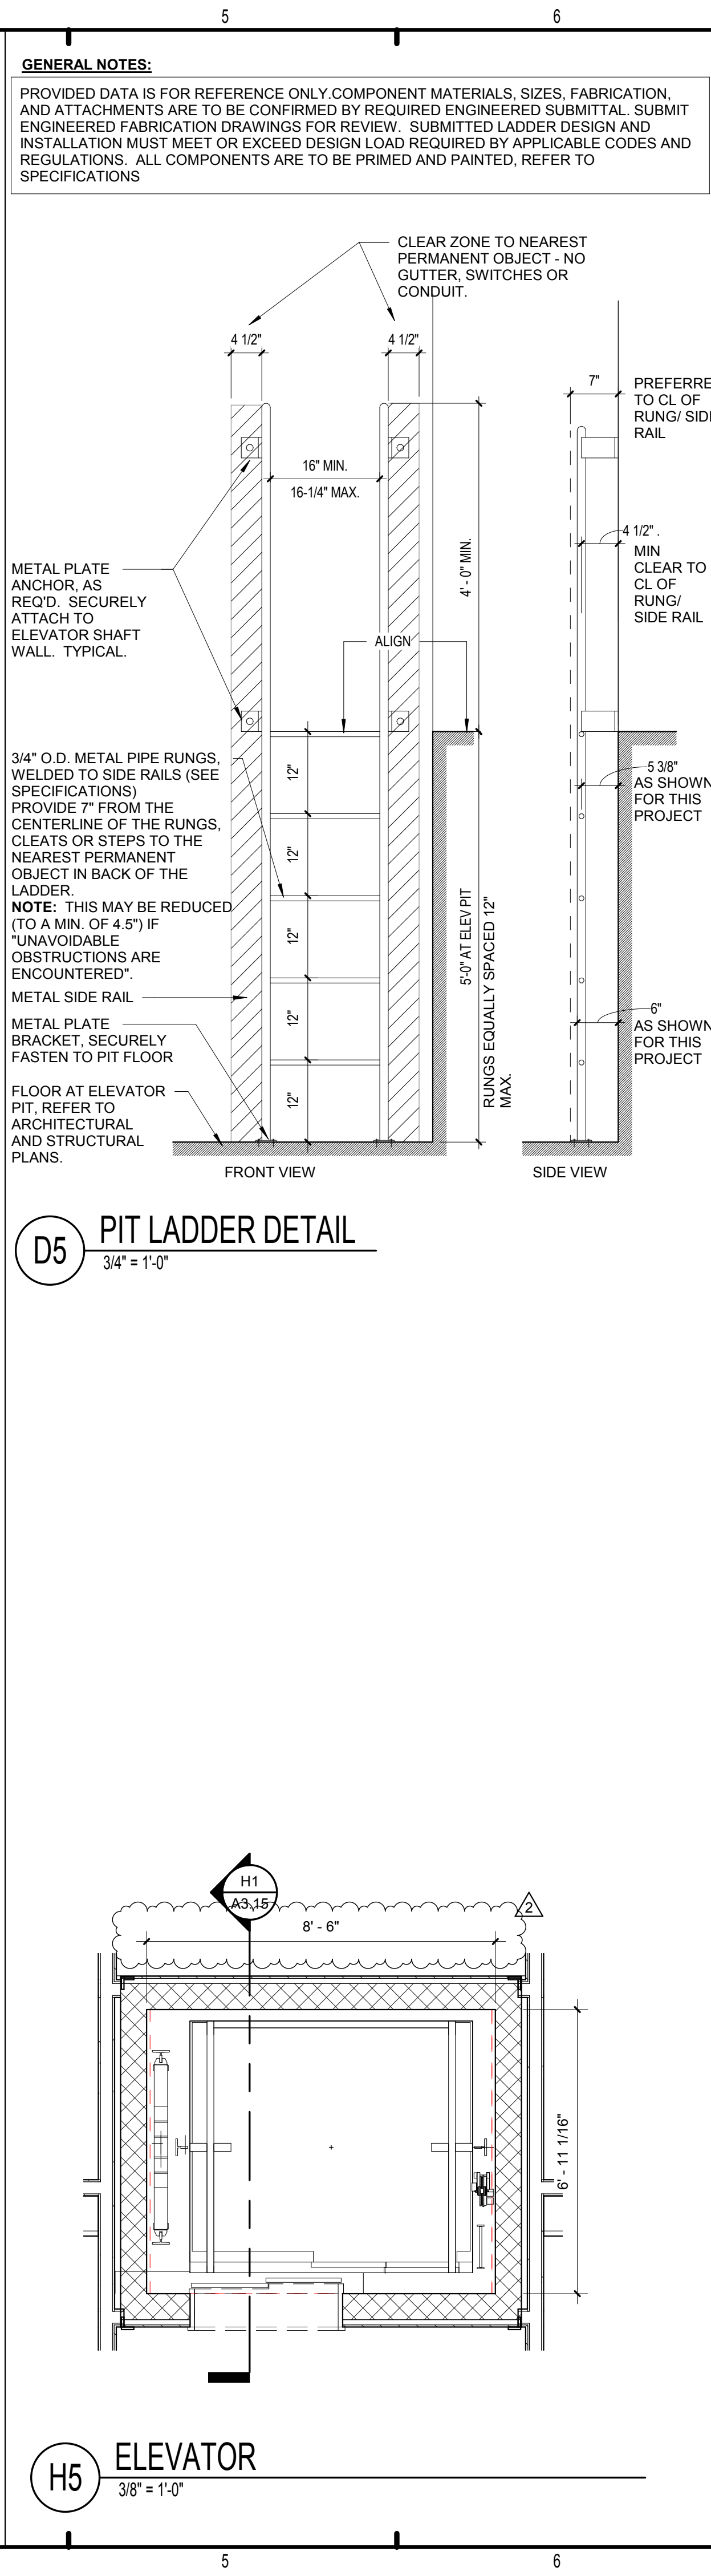 5
6
GENERAL NOTES:
PROVIDED DATA IS FOR REFERENCE ONLY.COMPONENT MATERIALS, SIZES, FABRICATION,
AND ATTACHMENTS ARE TO BE CONFIRMED BY REQUIRED ENGINEERED SUBMITTAL. SUBMIT
ENGINEERED FABRICATION DRAWINGS FOR REVIEW. SUBMITTED LADDER DESIGN AND
INSTALLATION MUST MEET OR EXCEED DESIGN LOAD REQUIRED BY APPLICABLE CODES AND
REGULATIONS. ALL COMPONENTS ARE TO BE PRIMED AND PAINTED, REFER TO
SPECIFICATIONS
CLEAR ZONE TO NEAREST
PERMANENT OBJECT - NO
GUTTER, SWITCHES OR
CONDUIT.
4 1/2"
4 1/2"
7"
PREFERRE
TO CL OF
RUNG/ SID
RAIL
16" MIN.
16-1/4" MAX.
4' - 0" MIN.
4 1/2" .
MIN
CLEAR TO
CL OF
RUNG/
SIDE RAIL
METAL PLATE
ANCHOR, AS
REQ'D. SECURELY
ATTACH TO
ELEVATOR SHAFT
WALL. TYPICAL.
ALIGN
3/4" O.D. METAL PIPE RUNGS,
WELDED TO SIDE RAILS (SEE
SPECIFICATIONS)
PROVIDE 7" FROM THE
CENTERLINE OF THE RUNGS,
CLEATS OR STEPS TO THE
NEAREST PERMANENT
OBJECT IN BACK OF THE
LADDER.
NOTE: THIS MAY BE REDUCED
(TO A MIN. OF 4.5") IF
"UNAVOIDABLE
OBSTRUCTIONS ARE
ENCOUNTERED".
METAL SIDE RAIL
METAL PLATE
BRACKET, SECURELY
FASTEN TO PIT FLOOR
FLOOR AT ELEVATOR
PIT, REFER TO
ARCHITECTURAL
AND STRUCTURAL
PLANS.
12"
12"
12"
12"
12"
5'-0" AT ELEV PIT
RUNGS EQUALLY SPACED 12"
MAX.
5 3/8"
AS SHOWN
FOR THIS
PROJECT
6"
AS SHOWN
FOR THIS
PROJECT
FRONT VIEW
SIDE VIEW
D5
PIT LADDER DETAIL
3/4" = 1'-0"
H1
A3.15
2
8' - 6"
6' - 11 1/16"
H5
ELEVATOR
3/8" = 1'-0"
5
6